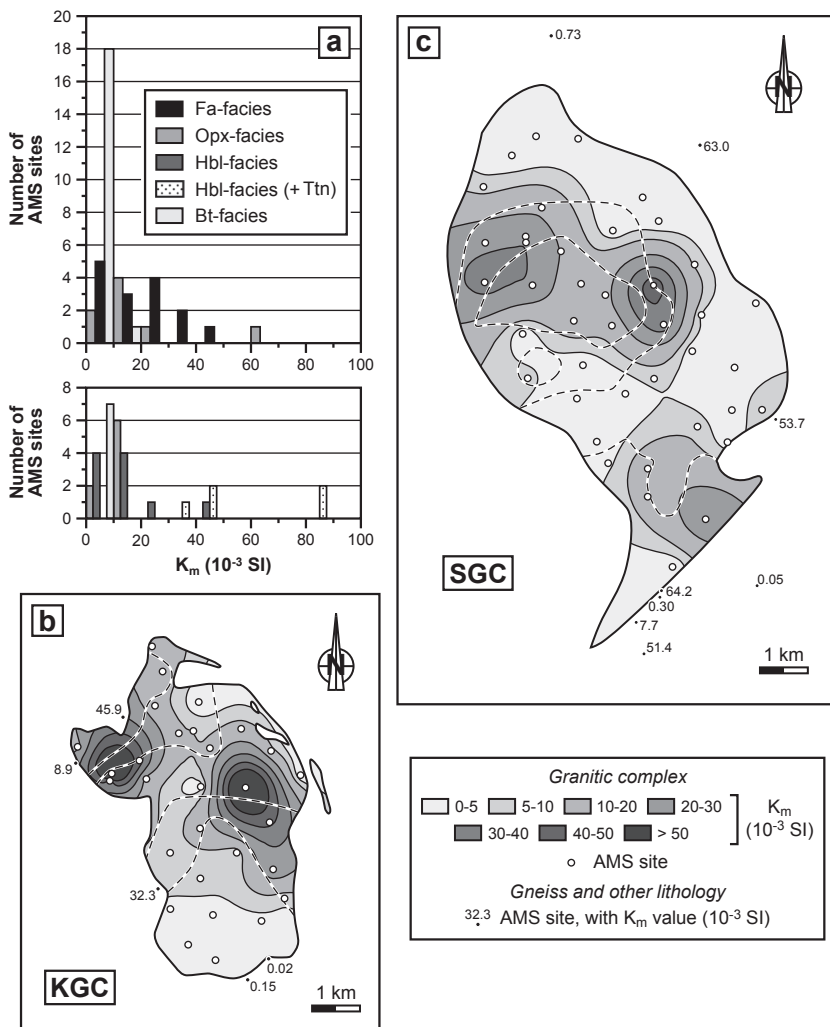 a
Number of
AMS sites
20
18
16
14
12
10
8
6
4
2
0
Fa-facies
Opx-facies
Hbl-facies
Hbl-facies (+ Ttn)
Bt-facies
0 20 40 60 80 100
Number of
AMS sites
8
6
4
2
0
0 20 40 60 80 100
Km (10-3 SI)
b
N
45.9
8.9
32.3
0.02
0.15
KGC
1 km
c
0.73
N
63.0
53.7
SGC
64.2
0.05
0.30
7.7
51.4
1 km
Granitic complex
0-5 5-10 10-20 20-30
30-40 40-50 > 50
Km
(10-3 SI)
AMS site
Gneiss and other lithology
32.3 AMS site, with Km value (10-3 SI)